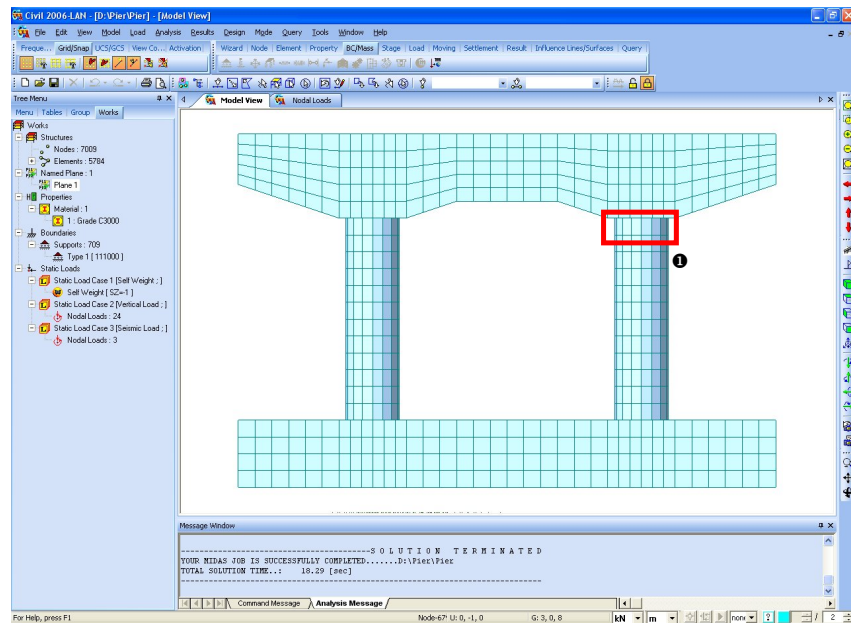 Civil 2006-LAN - [D:\Pier\Pier] - [Model View]
File Edit View Model Load Analysis Results Design Mode Query Tools Window Help
Freque... Grid/Snap UCS/GCS View Co... Activation Wizard Node Element Property BC/Mass Stage Load Moving Settlement Result Influence Lines/Surfaces Query
Tree Menu
Menu Tables Group Works
Model View Nodal Loads
Works
Structures
Nodes : 7009
Elements : 5784
Named Plane : 1
Plane 1
Properties
Material : 1
1 : Grade C3000
Boundaries
Supports : 709
Type 1 [ 111000 ]
Static Loads
Static Load Case 1 [Self Weight ; ]
Self Weight [ SZ=-1 ]
Static Load Case 2 [Vertical Load ; ]
Nodal Loads : 24
Static Load Case 3 [Seismic Load ; ]
Nodal Loads : 3
❶
Message Window
------------------------------------S O L U T I O N   T E R M I N A T E D
YOUR MIDAS JOB IS SUCCESSFULLY COMPLETED.......D:\Pier\Pier
TOTAL SOLUTION TIME..: 18.29 [sec]
Command Message Analysis Message
For Help, press F1 Node-67! U: 0, -1, 0 G: 3, 0, 8 kN m none ? / 2